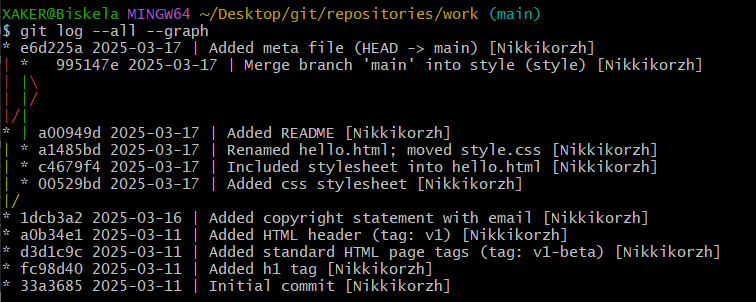 XAKER@Biskela MINGW64 ~/Desktop/git/repositories/work (main)
$ git log --all --graph
* e6d225a 2025-03-17 | Added meta file (HEAD -> main) [Nikkikorzh]
| *   995147e 2025-03-17 | Merge branch 'main' into style (style) [Nikkikorzh]
| |\
| |/
|/|
* | a00949d 2025-03-17 | Added README [Nikkikorzh]
| * a1485bd 2025-03-17 | Renamed hello.html; moved style.css [Nikkikorzh]
| * c4679f4 2025-03-17 | Included stylesheet into hello.html [Nikkikorzh]
| * 00529bd 2025-03-17 | Added css stylesheet [Nikkikorzh]
|/
* 1dcb3a2 2025-03-16 | Added copyright statement with email [Nikkikorzh]
* a0b34e1 2025-03-11 | Added HTML header (tag: v1) [Nikkikorzh]
* d3d1c9c 2025-03-11 | Added standard HTML page tags (tag: v1-beta) [Nikkikorzh]
* fc98d40 2025-03-11 | Added h1 tag [Nikkikorzh]
* 33a3685 2025-03-11 | Initial commit [Nikkikorzh]